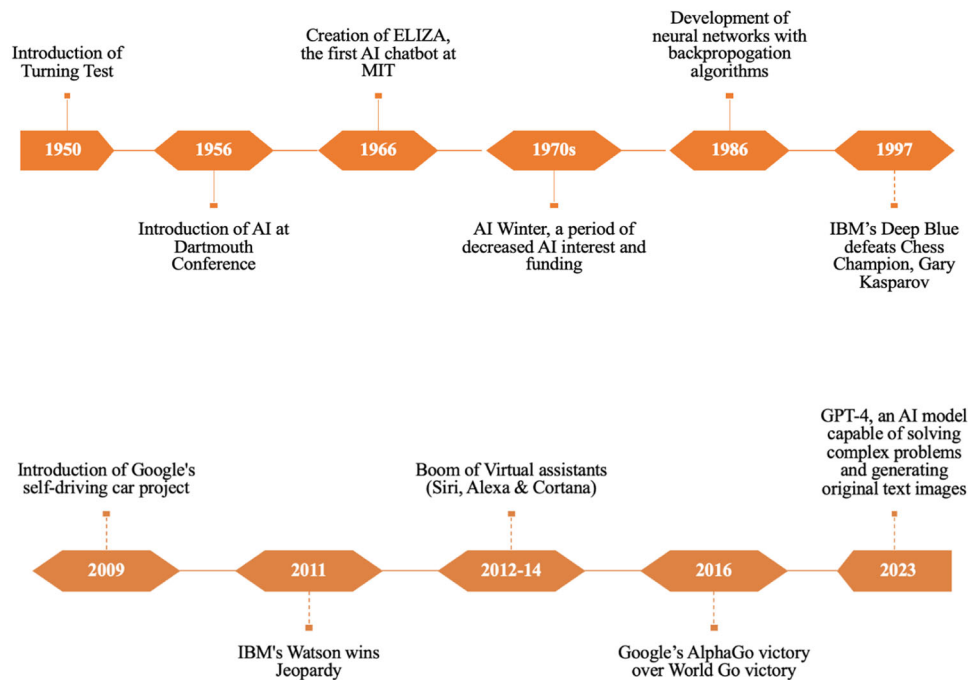 Introduction of
Turning Test
Creation of ELIZA,
the first AI chatbot at
MIT
Development of
neural networks with
backpropogation
algorithms
1950
1956
1966
1970s
1986
1997
Introduction of AI at
Dartmouth
Conference
AI Winter, a period of
decreased AI interest and
funding
IBM’s Deep Blue
defeats Chess
Champion, Gary
Kasparov
Introduction of Google's
self-driving car project
Boom of Virtual assistants
(Siri, Alexa & Cortana)
GPT-4, an AI model
capable of solving
complex problems
and generating
original text images
2009
2011
2012-14
2016
2023
IBM's Watson wins
Jeopardy
Google’s AlphaGo victory
over World Go victory